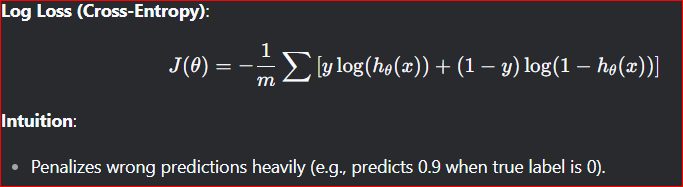 Log Loss (Cross-Entropy):
J(θ) = −\frac{1}{m} ∑ [y log(h_θ(x)) + (1 − y) log(1 − h_θ(x))]
Intuition:
• Penalizes wrong predictions heavily (e.g., predicts 0.9 when true label is 0).